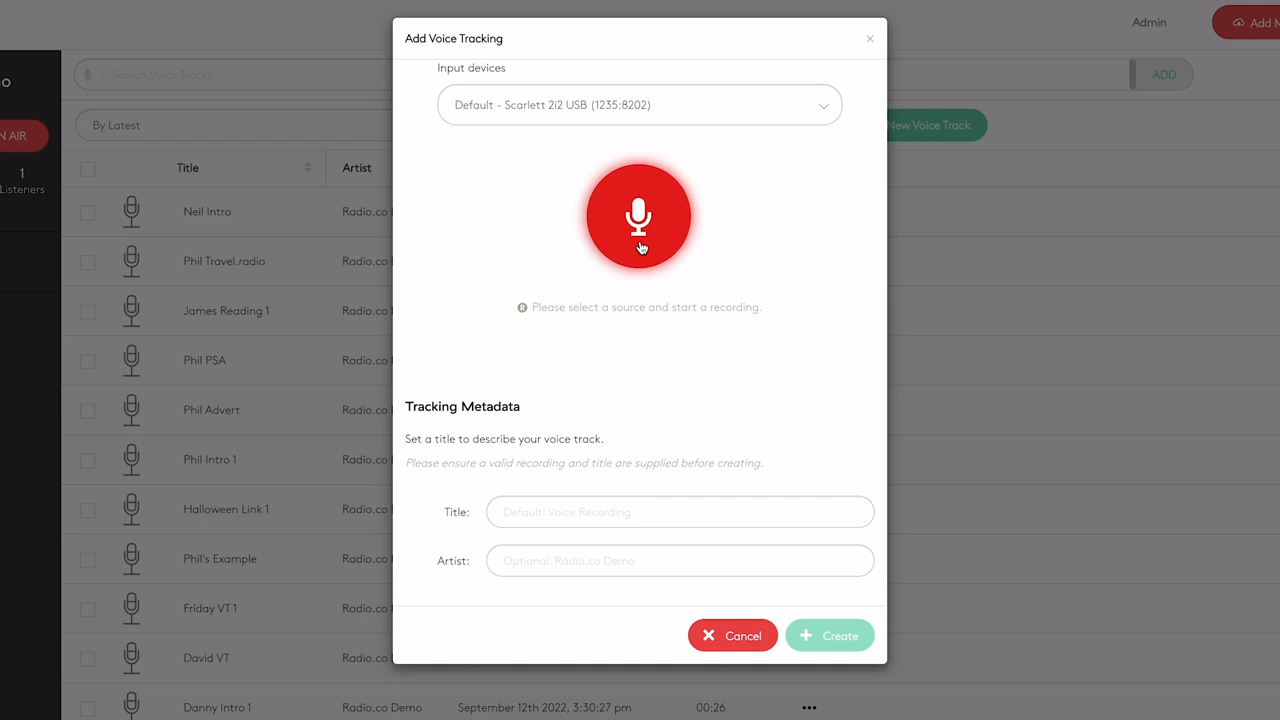 Add Voice Tracking
×
Admin
Add M
Input devices
Default - Scarlett 2i2 USB (1235:8202)
Search Voice Tracks...
ADD
By Latest
New Voice Track
N AIR
1
Listeners
Title
Artist
Neil Intro
Radio.co
Phil Travel.radio
Radio.co
Please select a source and start a recording.
James Reading 1
Radio.co
Phil PSA
Radio.co
Tracking Metadata
Phil Advert
Radio.co
Set a title to describe your voice track.
Please ensure a valid recording and title are supplied before creating.
Phil Intro 1
Radio.co
Title:
Default: Voice Recording
Halloween Link 1
Radio.co
Artist:
Optional: Radio.co Demo
Phil's Example
Radio.co
Friday VT 1
Radio.co
Cancel
Create
David VT
Radio.co
Danny Intro 1
Radio.co Demo
September 12th 2022, 3:30:27 pm
00:26